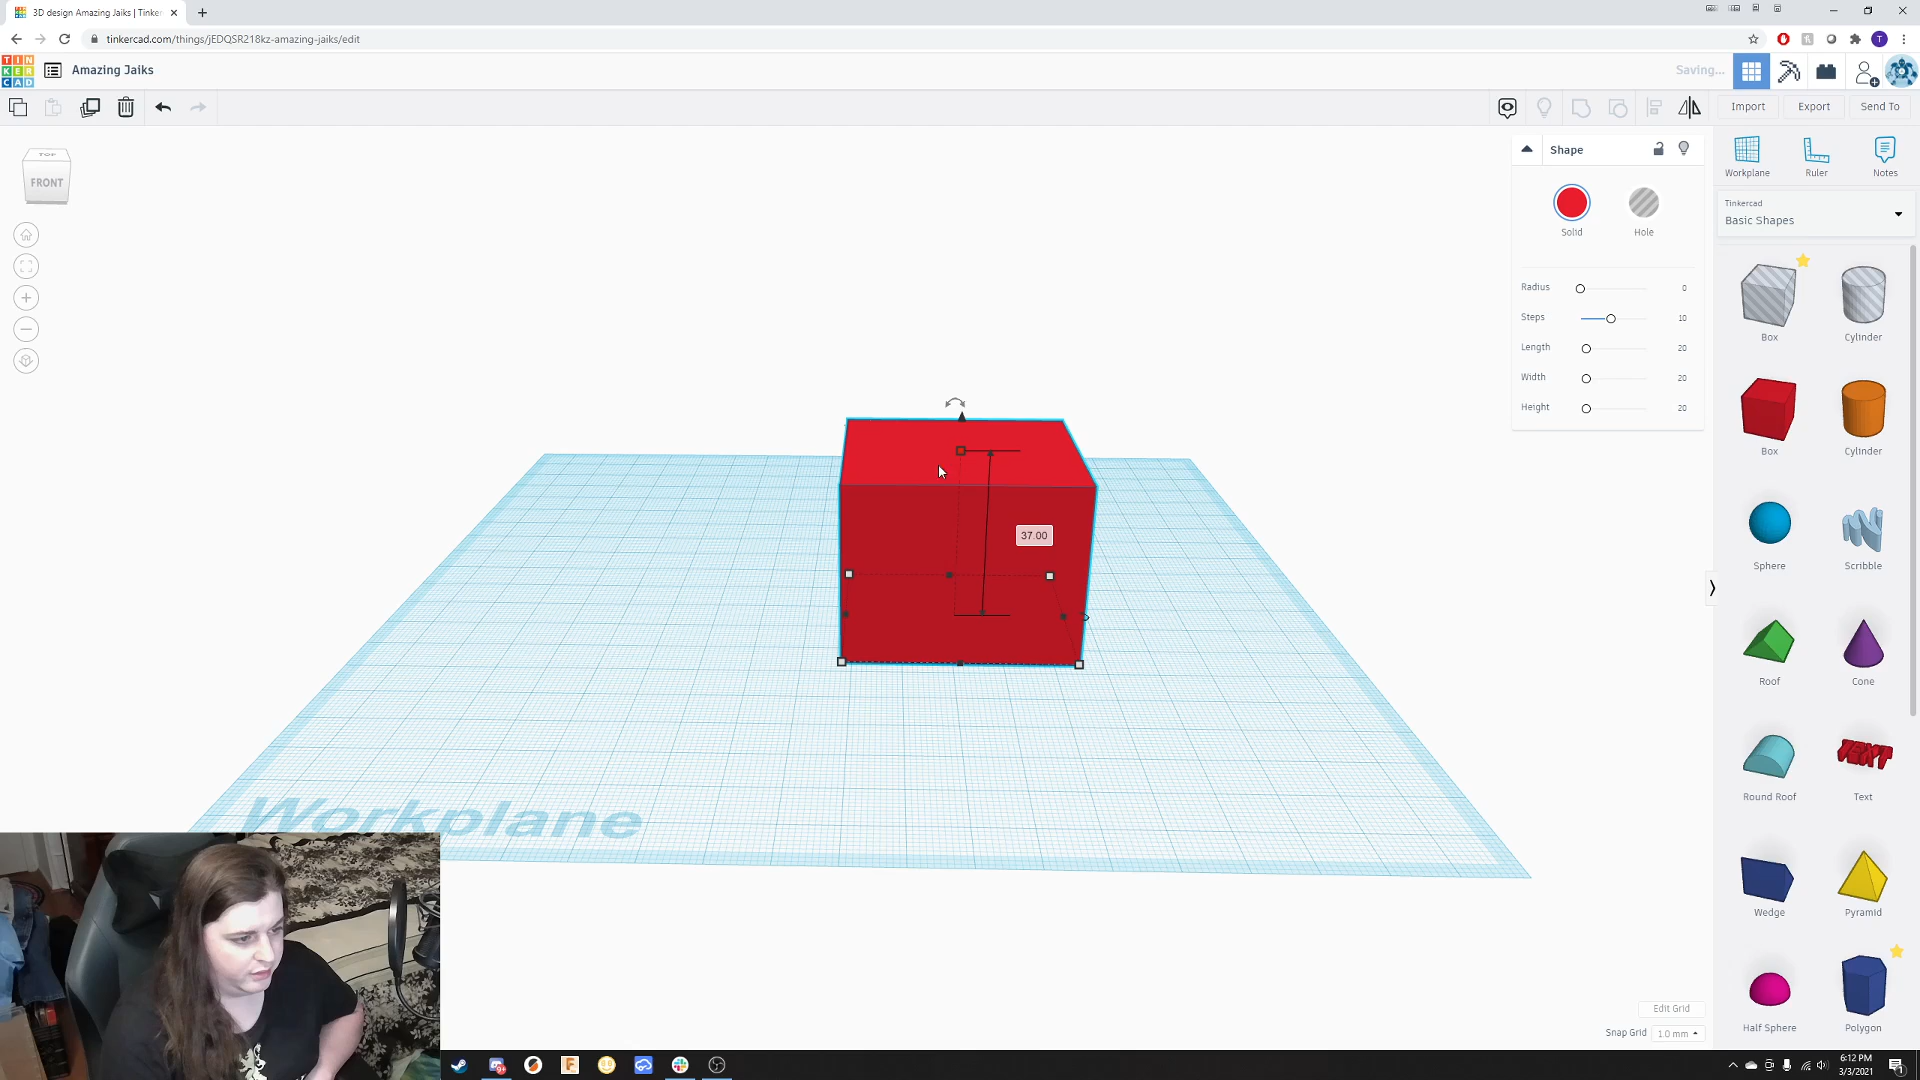 3D design Amazing Jaiks | Tinker
tinkercad.com/things/jEDQSR218kz-amazing-jaiks/edit
TIN
KER
CAD
Amazing Jaiks
Saving...
Import
Export
Send To
TOP
FRONT
Shape
Solid
Hole
Radius 0
Steps 10
Length 20
Width 20
Height 20
Workplane
Ruler
Notes
Tinkercad
Basic Shapes
Box
Cylinder
Box
Cylinder
Sphere
Scribble
Roof
Cone
Round Roof
TEXT
Text
Wedge
Pyramid
Half Sphere
Polygon
37.00
Workplane
Edit Grid
Snap Grid 1.0 mm
6:12 PM
3/3/2021